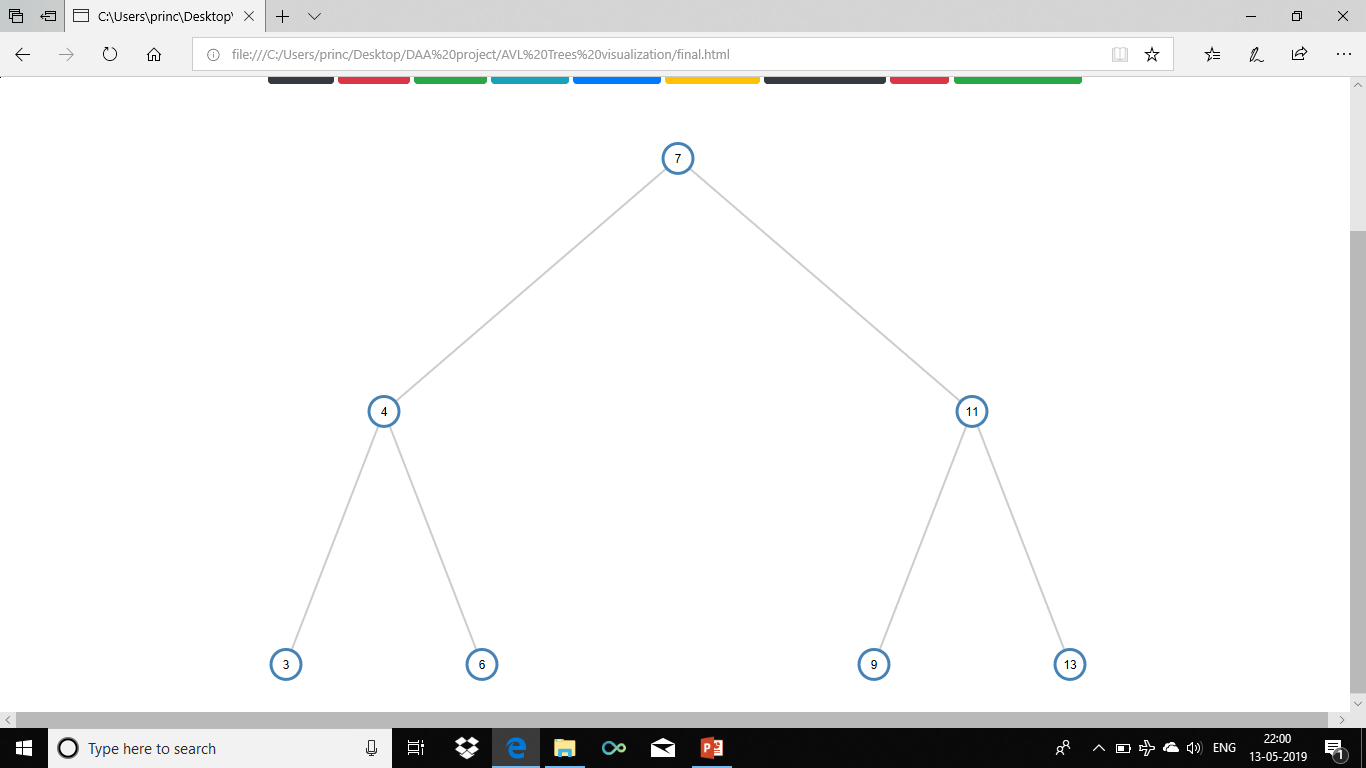 C:\Users\princ\Desktop\
file:///C:/Users/princ/Desktop/DAA%20project/AVL%20Trees%20visualization/final.html
7
4
11
3
6
9
13
Type here to search
ENG
22:00
13-05-2019
1